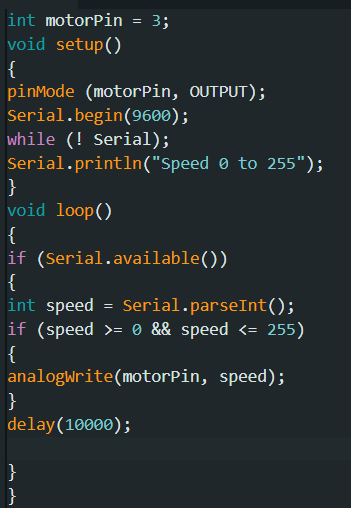 int motorPin = 3;
void setup()
{
pinMode (motorPin, OUTPUT);
Serial.begin(9600);
while (! Serial);
Serial.println("Speed 0 to 255");
}
void loop()
{
if (Serial.available())
{
int speed = Serial.parseInt();
if (speed >= 0 && speed <= 255)
{
analogWrite(motorPin, speed);
}
delay(10000);
}
}